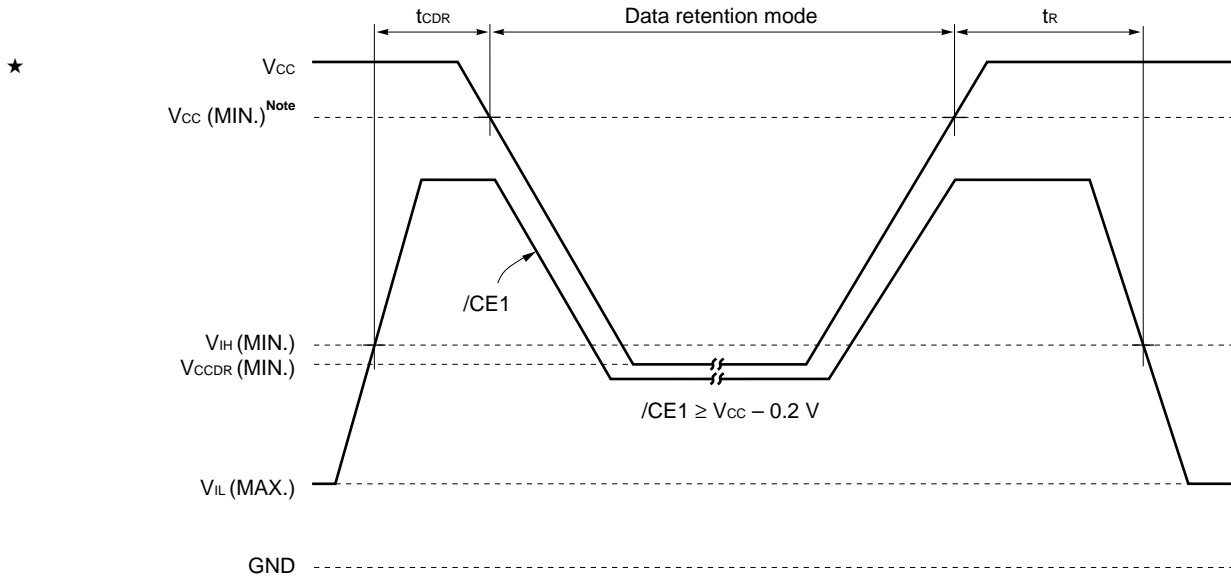 tCDR Data retention mode tR
★ VCC
VCC (MIN.)Note
/CE1
VIH (MIN.)
VCCDR (MIN.)
/CE1 ≥ VCC – 0.2 V
VIL (MAX.)
GND